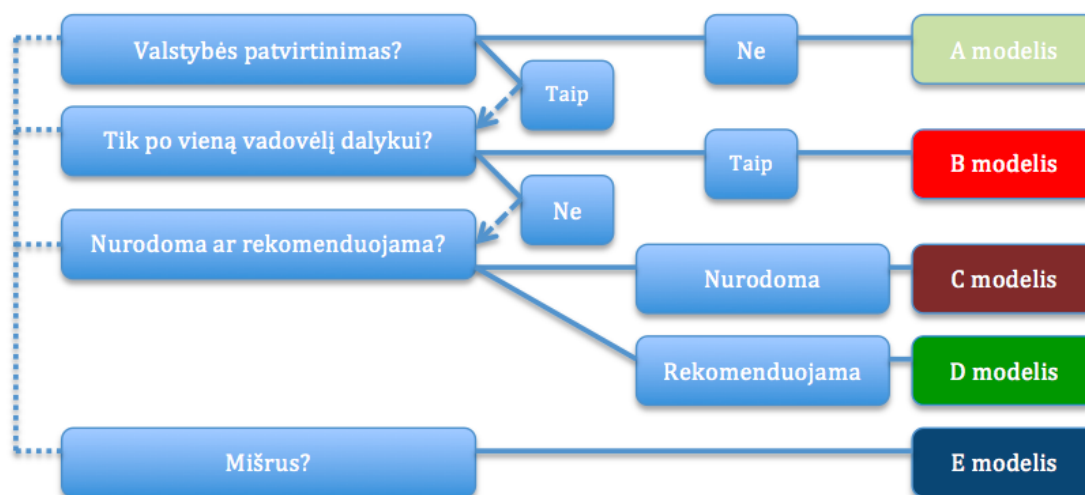 Valstybės patvirtinimas?
Ne
A modelis
Taip
Tik po vieną vadovėlį dalykui?
Taip
B modelis
Ne
Nurodoma ar rekomenduojama?
Nurodoma
C modelis
Rekomenduojama
D modelis
Mišrus?
E modelis